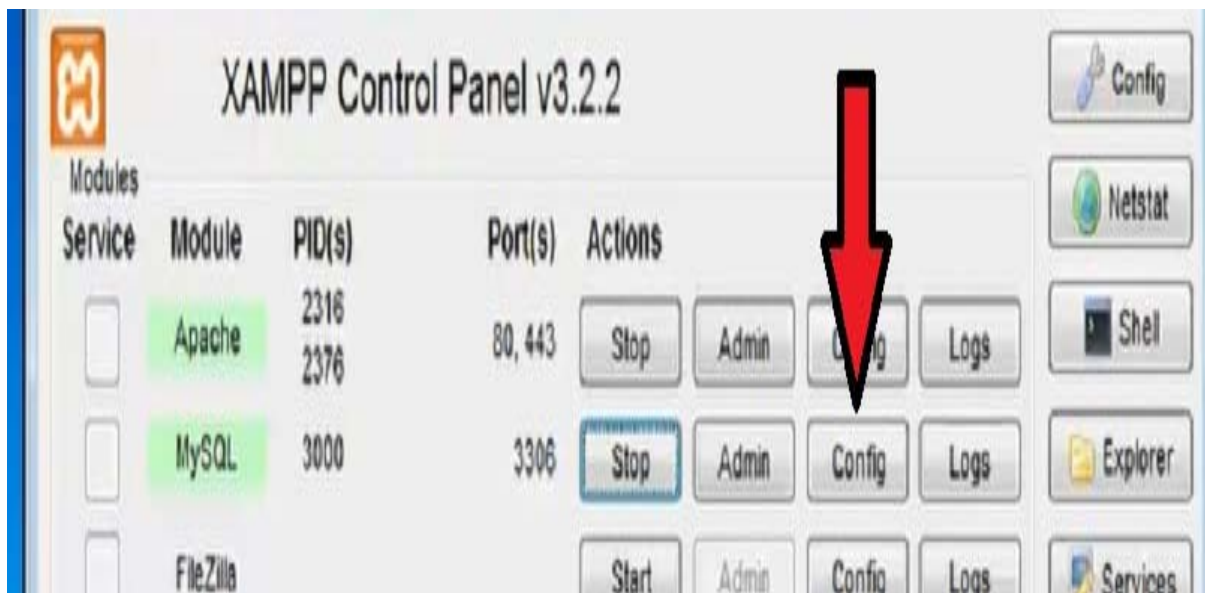 XAMPP Control Panel v3.2.2
Config
Modules
Netstat
Service Module PID(s) Port(s) Actions
Apache 2316 2376 80, 443 Stop Admin Logs
Shell
MySQL 3000 3306 Stop Admin Config Logs
Explorer
FileZilla Start Admin Config Logs
Services